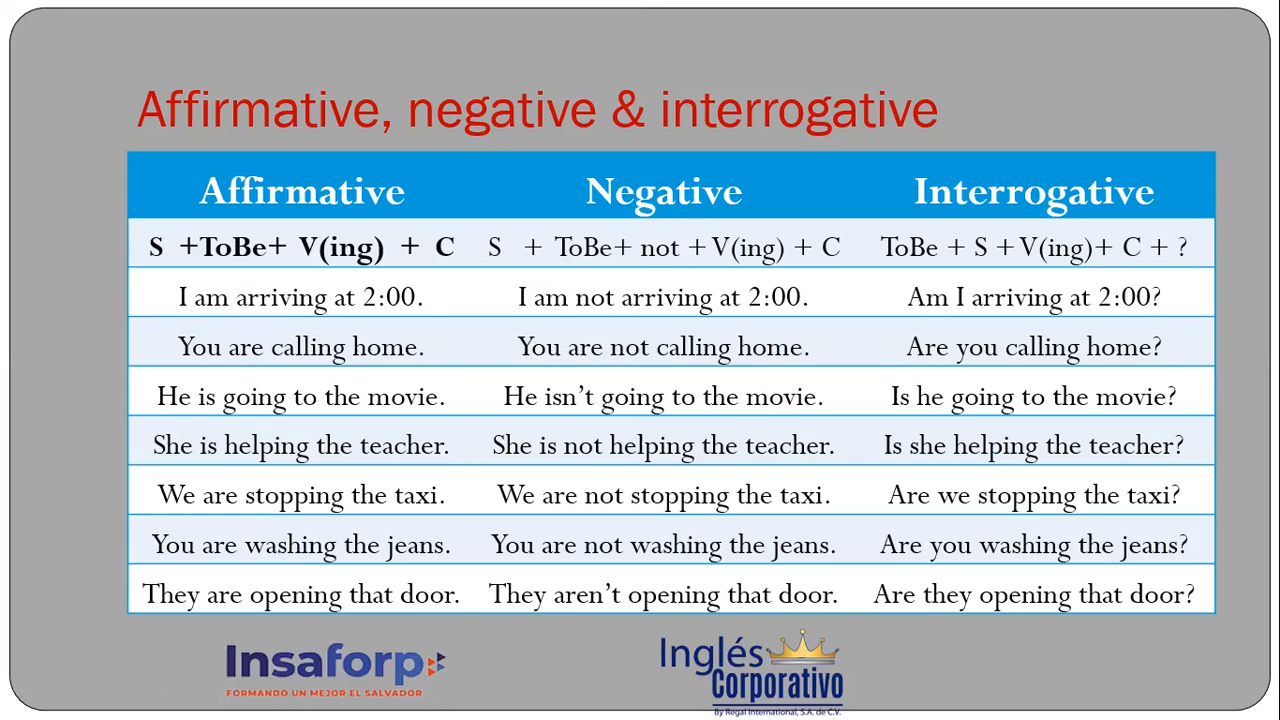 Affirmative, negative & interrogative
Affirmative Negative Interrogative
S +ToBe+ V(ing) + C S + ToBe+ not + V(ing) + C ToBe + S + V(ing)+ C + ?
I am arriving at 2:00. I am not arriving at 2:00. Am I arriving at 2:00?
You are calling home. You are not calling home. Are you calling home?
He is going to the movie. He isn’t going to the movie. Is he going to the movie?
She is helping the teacher. She is not helping the teacher. Is she helping the teacher?
We are stopping the taxi. We are not stopping the taxi. Are we stopping the taxi?
You are washing the jeans. You are not washing the jeans. Are you washing the jeans?
They are opening that door. They aren’t opening that door. Are they opening that door?
Insaforp
FORMANDO UN MEJOR EL SALVADOR
Inglés
Corporativo
By Regal International, S.A. de C.V.